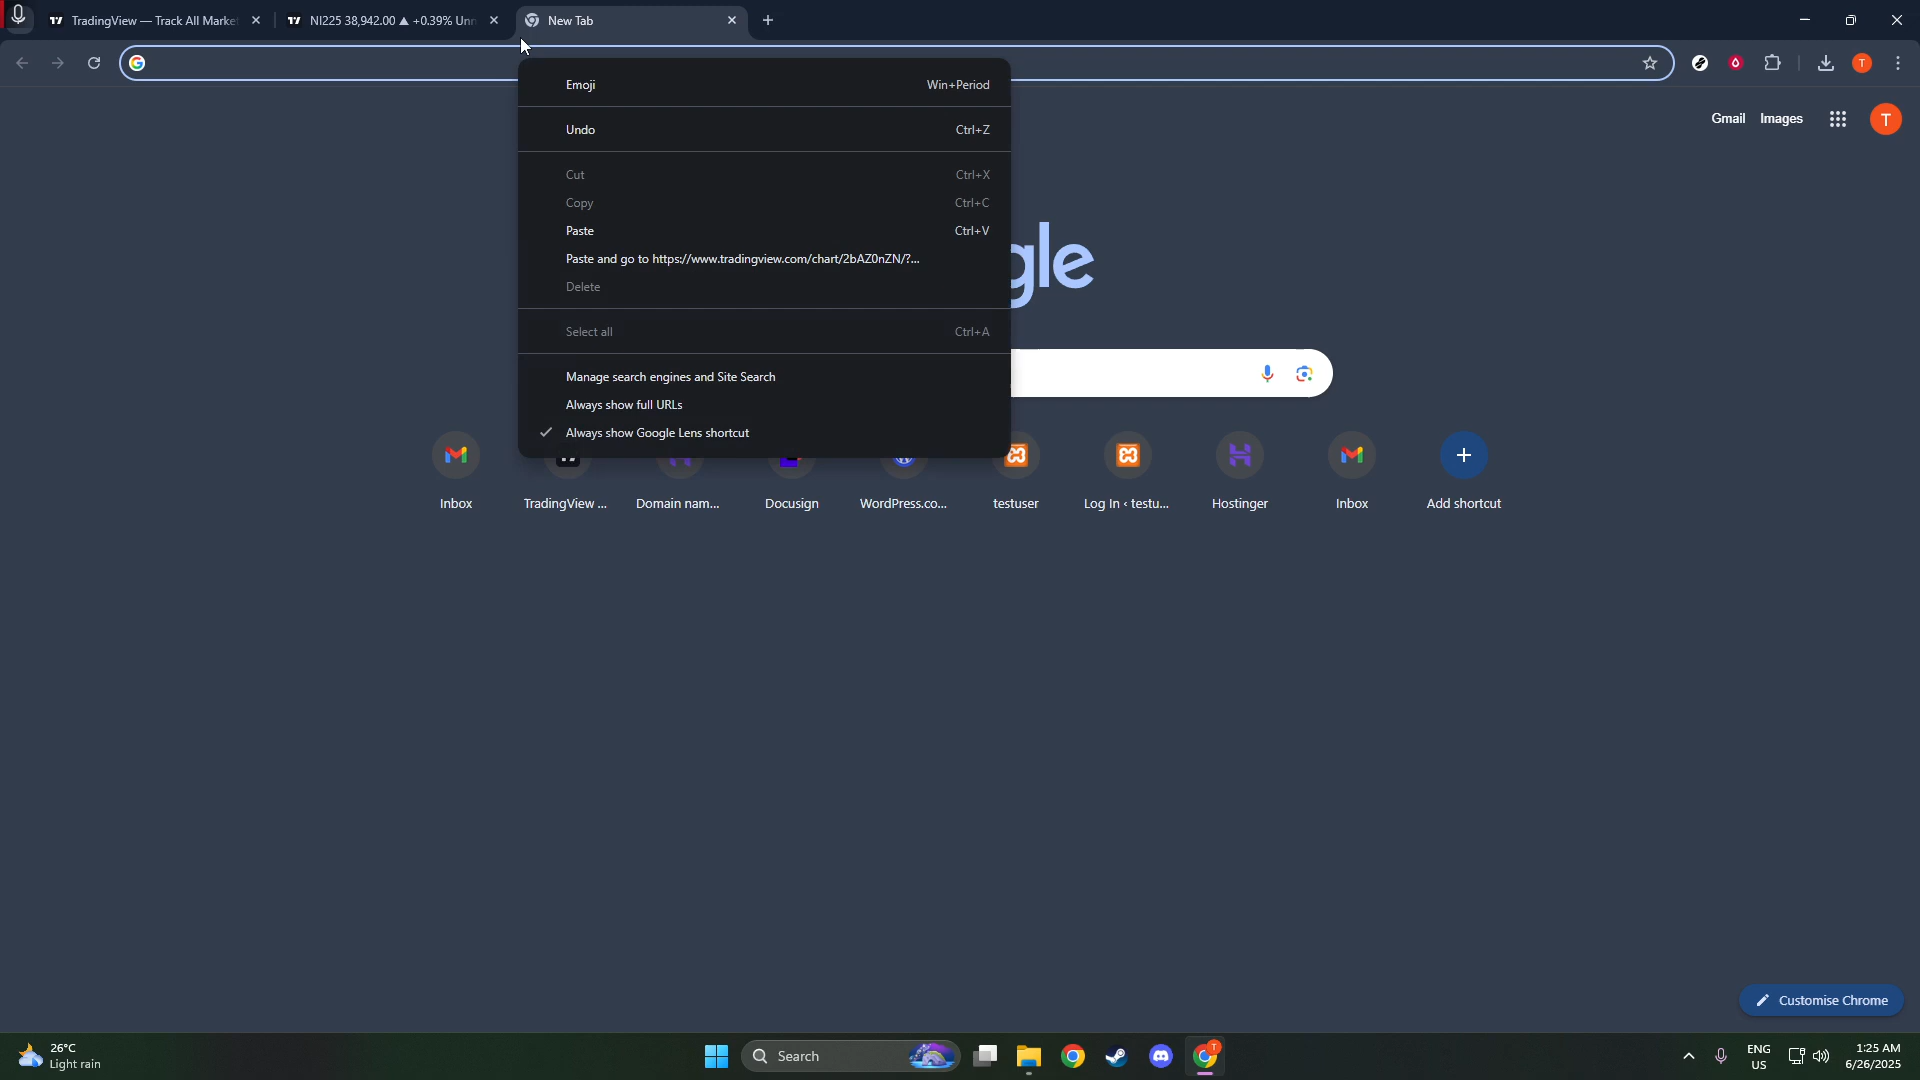 TradingView — Track All Marke
NI225 38,942.00 ▲ +0.39% Unn
New Tab
Emoji Win+Period
Undo Ctrl+Z
Cut Ctrl+X
Copy Ctrl+C
Paste Ctrl+V
Paste and go to https://www.tradingview.com/chart/2bAZ0nZN/?...
Delete
Select all Ctrl+A
Manage search engines and Site Search
Always show full URLs
Always show Google Lens shortcut
Gmail Images
T
T
gle
Inbox
TradingView ...
Domain nam...
Docusign
WordPress.co...
testuser
Log In ‹ testu...
Hostinger
Inbox
Add shortcut
Customise Chrome
26°C
Light rain
Search
T
ENG
US
1:25 AM
6/26/2025